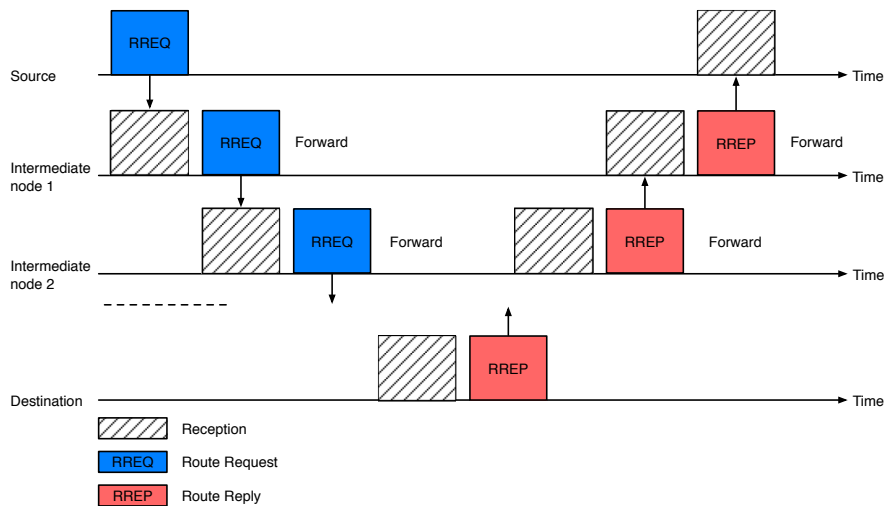 RREQ
Source
Time
RREQ
Forward
RREP
Forward
Intermediate
node 1
Time
RREQ
Forward
RREP
Forward
Intermediate
node 2
Time
RREP
Destination
Time
Reception
RREQ
Route Request
RREP
Route Reply